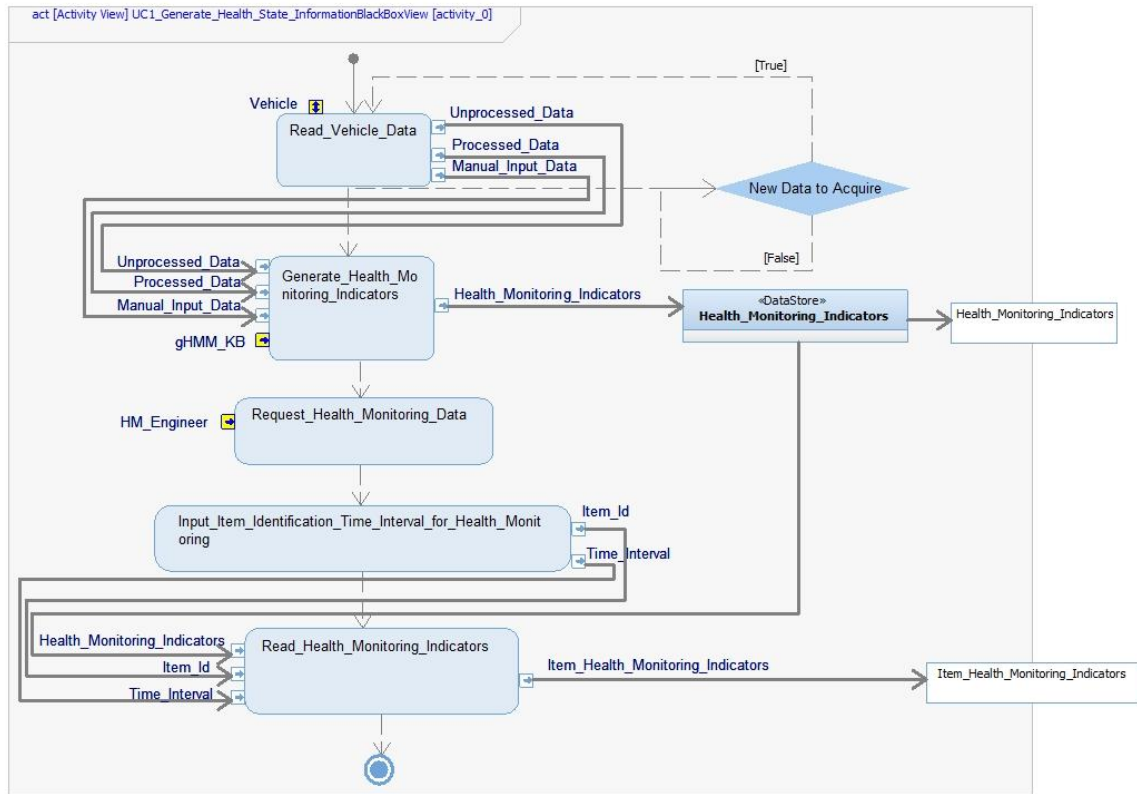 act [Activity View] UC1_Generate_Health_State_InformationBlackBoxView [activity_0]
[True]
Vehicle
Unprocessed_Data
Read_Vehicle_Data
Processed_Data
Manual_Input_Data
New Data to Acquire
[False]
Unprocessed_Data
Processed_Data
Manual_Input_Data
gHMM_KB
Generate_Health_Mo
nitoring_Indicators
Health_Monitoring_Indicators
«DataStore»
Health_Monitoring_Indicators
Health_Monitoring_Indicators
HM_Engineer
Request_Health_Monitoring_Data
Input_Item_Identification_Time_Interval_for_Health_Monit
oring
Item_Id
Time_Interval
Health_Monitoring_Indicators
Item_Id
Time_Interval
Read_Health_Monitoring_Indicators
Item_Health_Monitoring_Indicators
Item_Health_Monitoring_Indicators